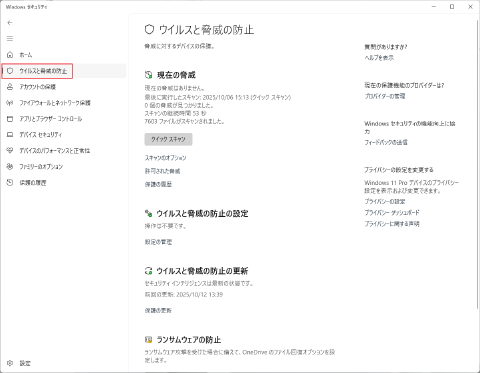 Windows セキュリティ
ホーム
ウイルスと脅威の防止
アカウントの保護
ファイアウォールとネットワーク保護
アプリとブラウザー コントロール
デバイス セキュリティ
デバイスのパフォーマンスと正常性
ファミリーのオプション
保護の履歴
設定
ウイルスと脅威の防止
脅威に対するデバイスの保護。
現在の脅威
現在の脅威はありません。
最後に実行したスキャン: 2025/10/06 15:13 (クイック スキャン)
0 個の脅威が見つかりました。
スキャンの継続時間 53 秒
7603 ファイルがスキャンされました。
クイック スキャン
スキャンのオプション
許可された脅威
保護の履歴
ウイルスと脅威の防止の設定
操作は不要です。
設定の管理
ウイルスと脅威の防止の更新
セキュリティ インテリジェンスは最新の状態です。
前回の更新: 2025/10/12 13:39
保護の更新
ランサムウェアの防止
ランサムウェア攻撃を受けた場合に備えて、OneDrive のファイル回復オプションを設
定します。
質問がありますか?
ヘルプを表示
現在の保護機能のプロバイダーは?
プロバイダーの管理
Windows セキュリティの機能向上に協
力
フィードバックの送信
プライバシーの設定を変更する
Windows 11 Pro デバイスのプライバシー
設定を表示および変更できます。
プライバシーの設定
プライバシー ダッシュボード
プライバシーに関する声明